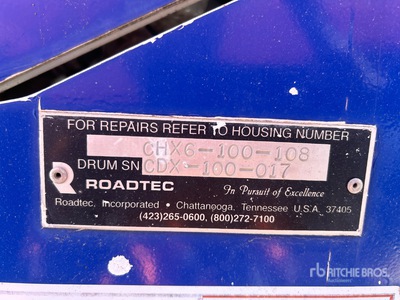 FOR REPAIRS REFER TO HOUSING NUMBER
CHX6-100-108
DRUM SN CDX-100-017
ROADTEC In Pursuit of Excellence
Roadtec, Incorporated • Chattanooga, Tennessee U.S.A. 37405
(423)265-0600, (800)272-7100
rb RITCHIE BROS.